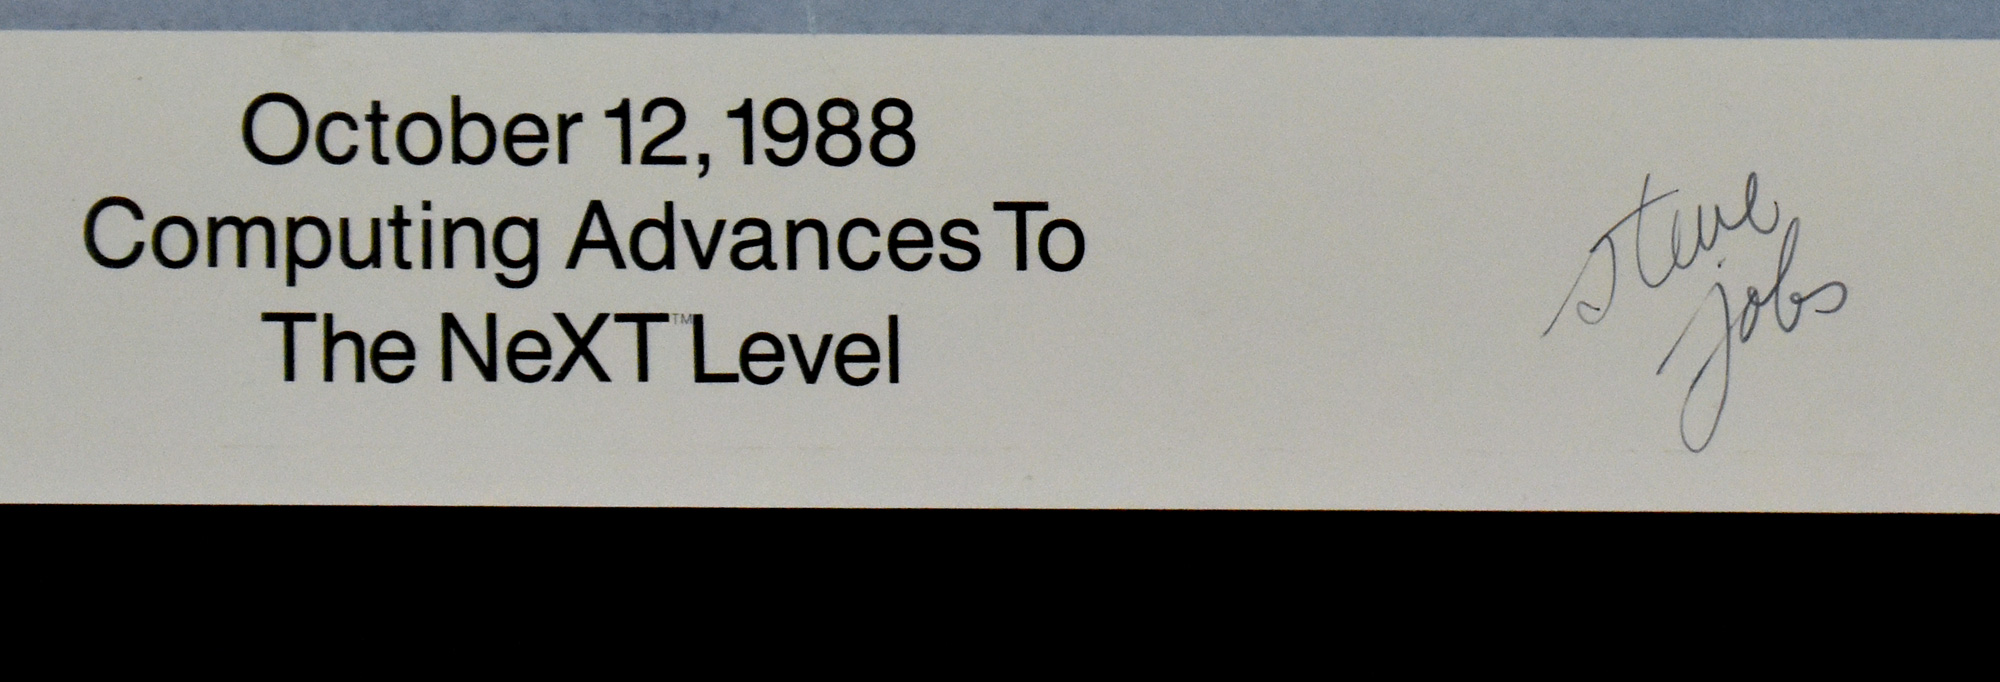 October 12, 1988
Computing Advances To
The NeXT™ Level
steve
jobs